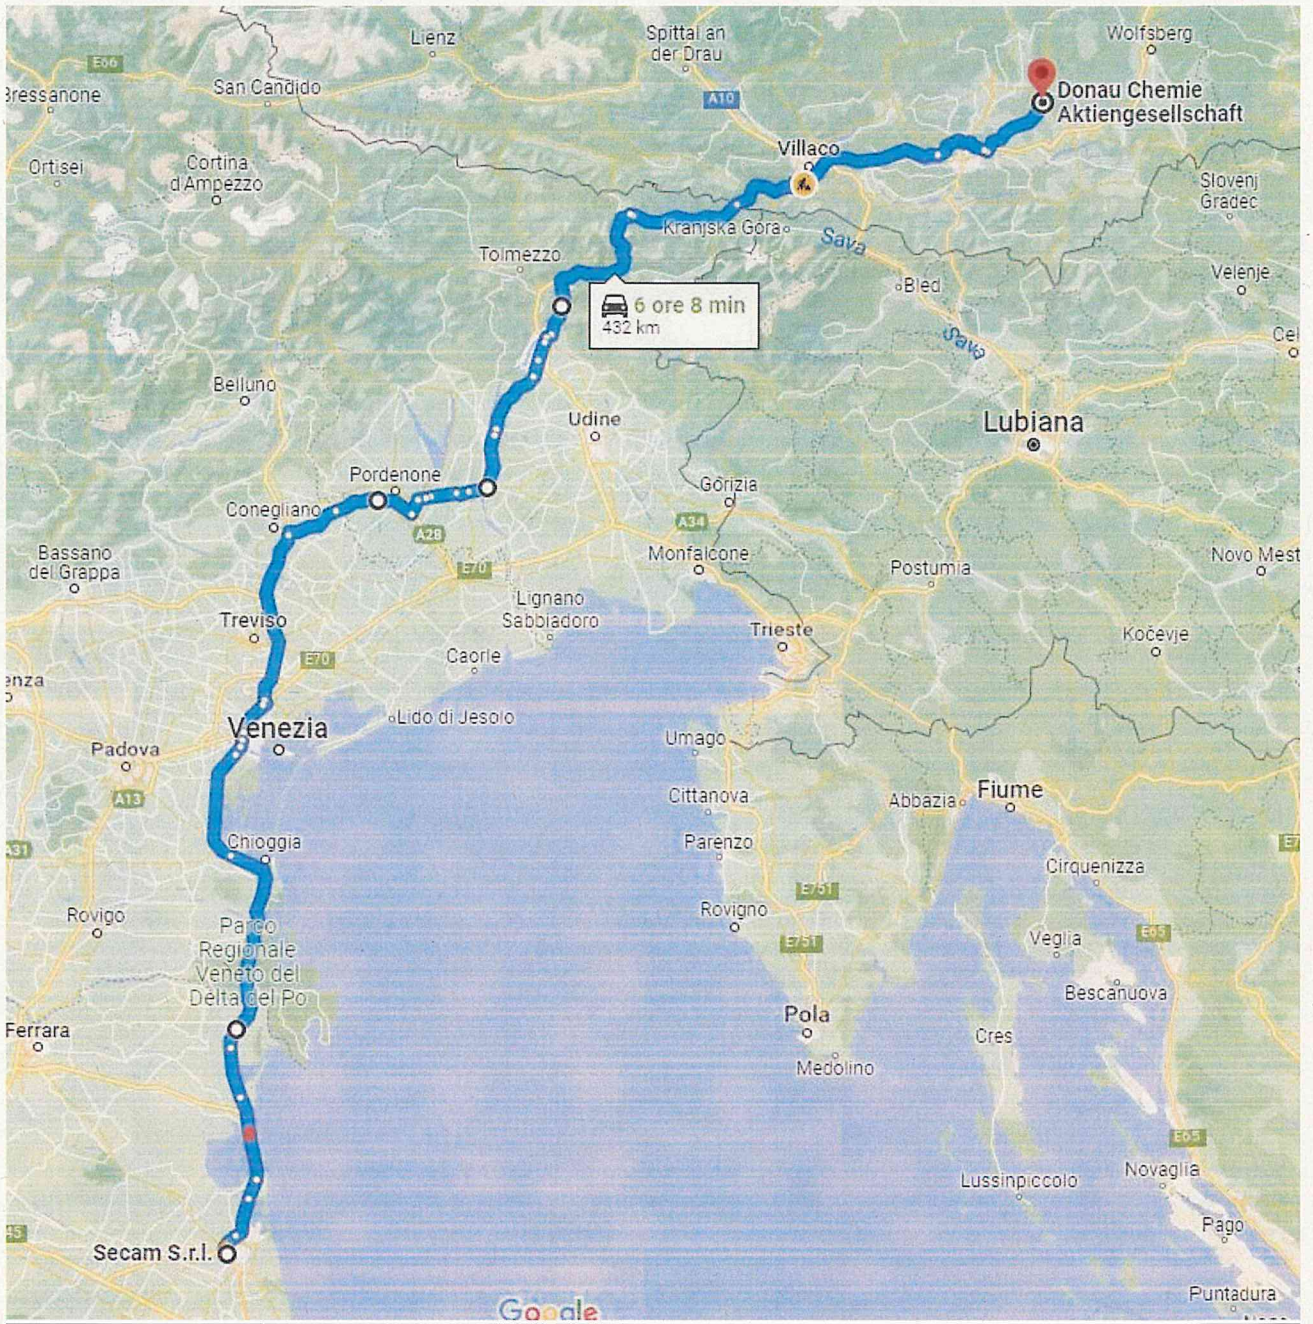 Wolfsberg
Lienz
Spittal an
der Drau
E66
San Candido
Bressanone
A10
Donau Chemie
Aktiengesellschaft
Villaco
Ortisei
Cortina
d'Ampezzo
Slovenj
Gradec
Kranjska Gora
Sava
Tolmezzo
Bled
Velenje
6 ore 8 min
432 km
Sava
Cel
Belluno
Udine
Lubiana
Pordenone
Gorizia
Conegliano
A28
A34
Bassano
del Grappa
Monfalcone
Novo Mest
E70
Postumia
Lignano
Sabbiadoro
Treviso
Trieste
Kočevje
E70
Caorle
enza
Lido di Jesolo
Venezia
Umago
Padova
A13
Cittanova
Abbazia
Fiume
Chioggia
Parenzo
A31
E7
Cirquenizza
E751
Rovigo
Rovigno
Parco
Regionale
Veneto del
Delta del Po
E751
Veglia
E65
Bescanuova
Pola
Ferrara
Cres
Medolino
E65
Lussinpiccolo
Novaglia
45
Pago
Secam S.r.l.
Puntadura
Google